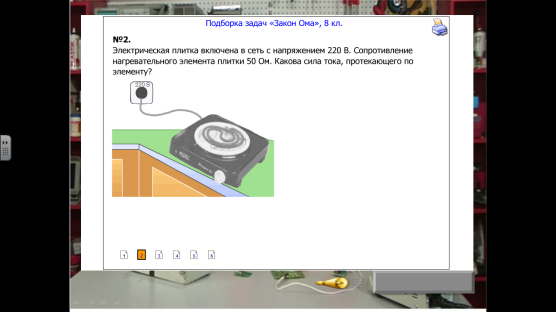 Подборка задач «Закон Ома», 8 кл.
№2.
Электрическая плитка включена в сеть с напряжением 220 В. Сопротивление
нагревательного элемента плитки 50 Ом. Какова сила тока, протекающего по
элементу?
220 В
1 2 3 4 5 6